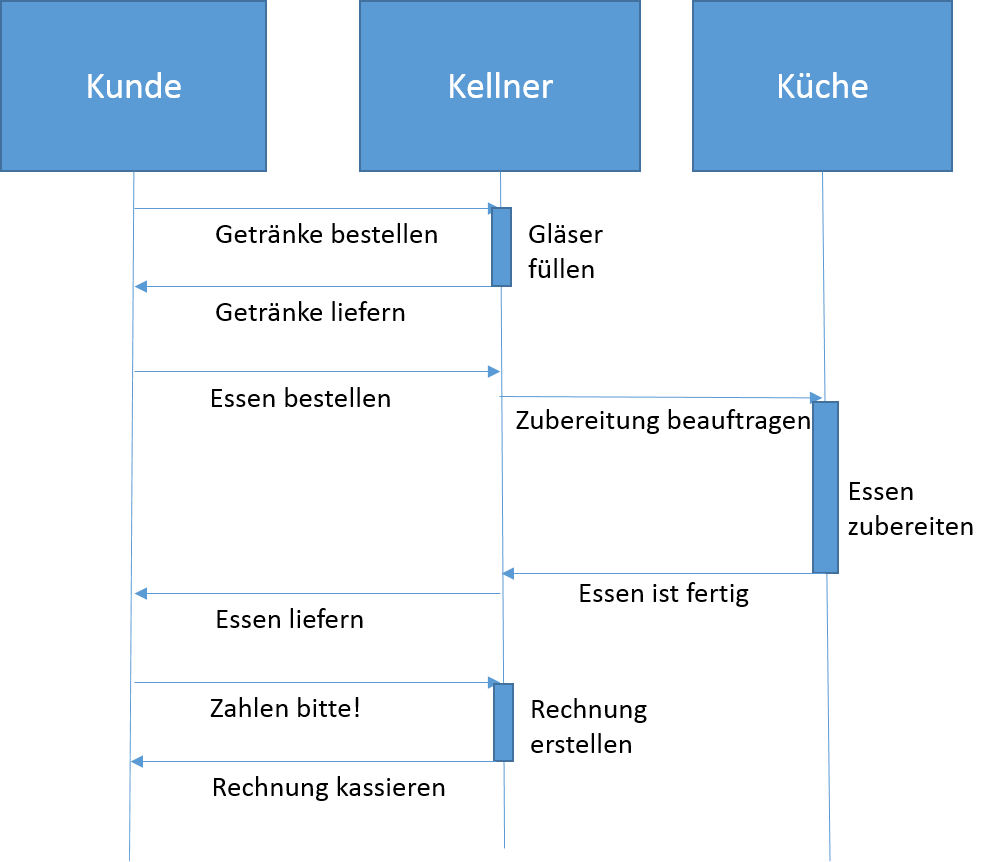 Kunde
Kellner
Küche
Getränke bestellen
Gläser
füllen
Getränke liefern
Essen bestellen
Zubereitung beauftragen
Essen
zubereiten
Essen ist fertig
Essen liefern
Zahlen bitte!
Rechnung
erstellen
Rechnung kassieren